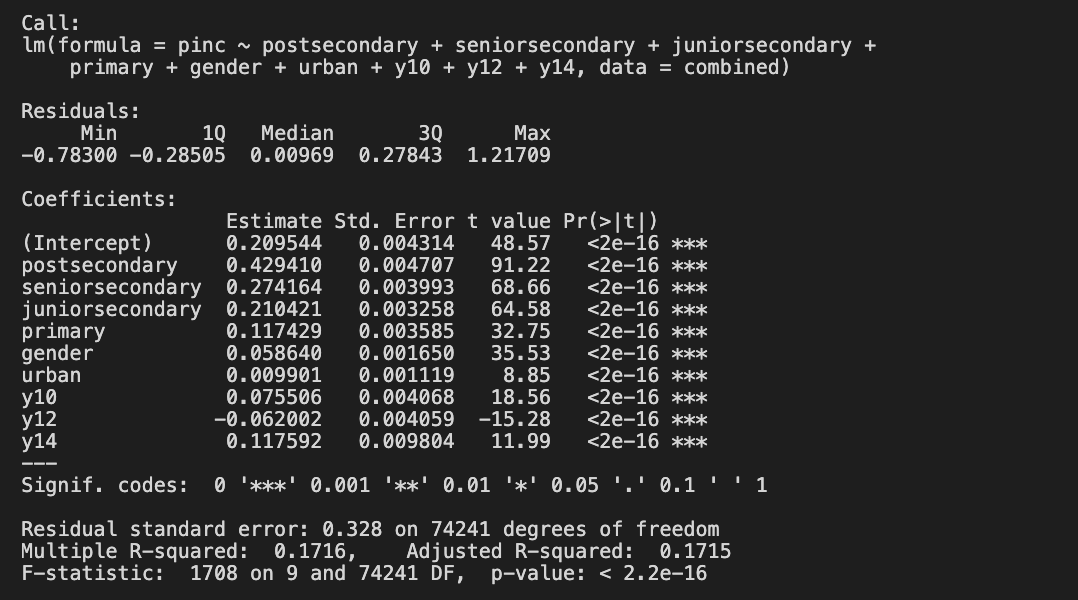 Call:
lm(formula = pinc ~ postsecondary + seniorsecondary + juniorsecondary +
    primary + gender + urban + y10 + y12 + y14, data = combined)

Residuals:
     Min       1Q   Median       3Q      Max
-0.78300 -0.28505  0.00969  0.27843  1.21709

Coefficients:
                 Estimate Std. Error t value Pr(>|t|)
(Intercept)      0.209544   0.004314   48.57   <2e-16 ***
postsecondary    0.429410   0.004707   91.22   <2e-16 ***
seniorsecondary  0.274164   0.003993   68.66   <2e-16 ***
juniorsecondary  0.210421   0.003258   64.58   <2e-16 ***
primary          0.117429   0.003585   32.75   <2e-16 ***
gender           0.058640   0.001650   35.53   <2e-16 ***
urban            0.009901   0.001119    8.85   <2e-16 ***
y10              0.075506   0.004068   18.56   <2e-16 ***
y12             -0.062002   0.004059  -15.28   <2e-16 ***
y14              0.117592   0.009804   11.99   <2e-16 ***
---
Signif. codes:  0 '***' 0.001 '**' 0.01 '*' 0.05 '.' 0.1 ' ' 1

Residual standard error: 0.328 on 74241 degrees of freedom
Multiple R-squared:  0.1716,    Adjusted R-squared:  0.1715
F-statistic:  1708 on 9 and 74241 DF,  p-value: < 2.2e-16